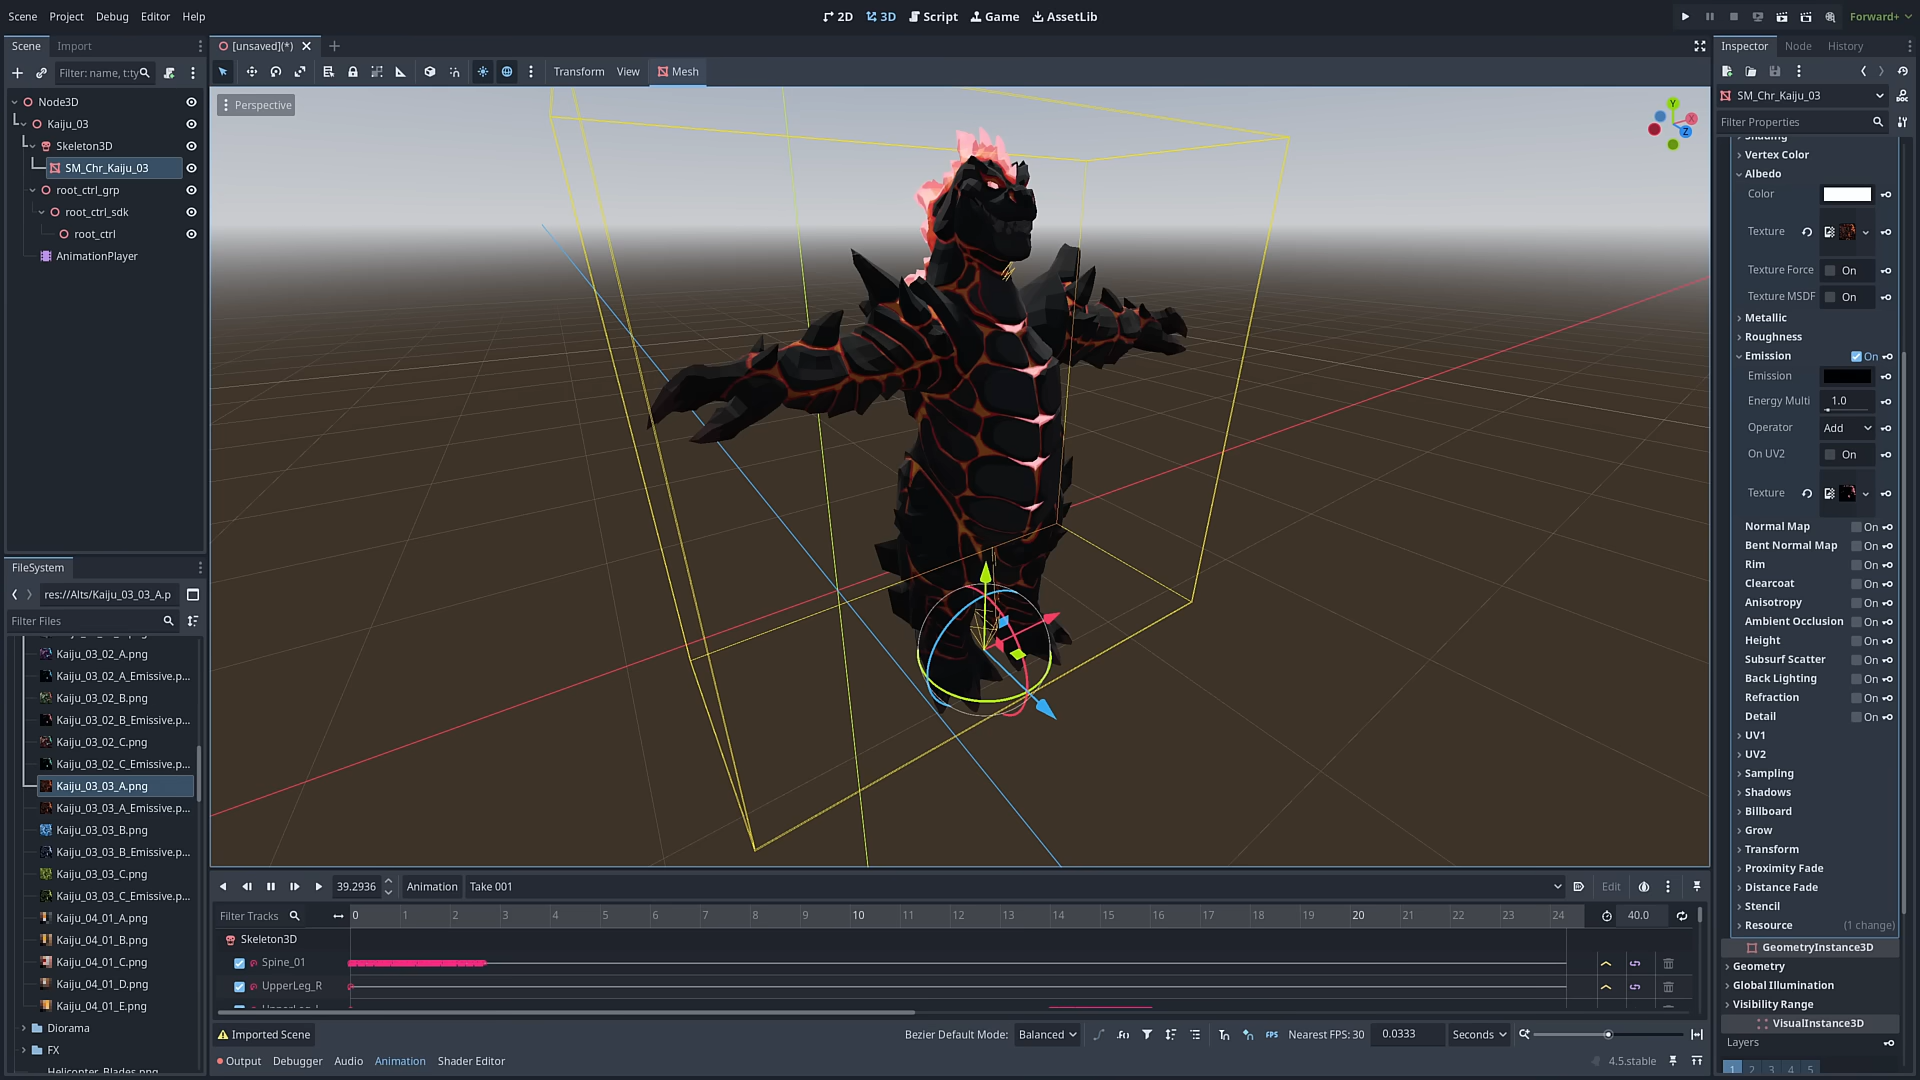 Scene Project Debug Editor Help
2D 3D Script Game AssetLib
Forward+
Scene Import
Filter: name, t:ty
Node3D
Kaiju_03
Skeleton3D
SM_Chr_Kaiju_03
root_ctrl_grp
root_ctrl_sdk
root_ctrl
AnimationPlayer
FileSystem
res://Alts/Kaiju_03_03_A.p
Filter Files
Kaiju_03_02_A.png
Kaiju_03_02_A_Emissive.p...
Kaiju_03_02_B.png
Kaiju_03_02_B_Emissive.p...
Kaiju_03_02_C.png
Kaiju_03_02_C_Emissive.p...
Kaiju_03_03_A.png
Kaiju_03_03_A_Emissive.p...
Kaiju_03_03_B.png
Kaiju_03_03_B_Emissive.p...
Kaiju_03_03_C.png
Kaiju_03_03_C_Emissive.p...
Kaiju_04_01_A.png
Kaiju_04_01_B.png
Kaiju_04_01_C.png
Kaiju_04_01_D.png
Kaiju_04_01_E.png
Diorama
FX
Helicopter_Blades.png
[unsaved](*)
Transform View Mesh
Perspective
Y
X
Z
39.2936 Animation Take 001 Edit
Filter Tracks 0 1 2 3 4 5 6 7 8 9 10 11 12 13 14 15 16 17 18 19 20 21 22 23 24 40.0
Skeleton3D
Spine_01
UpperLeg_R
Imported Scene
Bezier Default Mode: Balanced FPS Nearest FPS: 30 0.0333 Seconds
Output Debugger Audio Animation Shader Editor
4.5.stable
Inspector Node History
SM_Chr_Kaiju_03
Filter Properties
Shading
Vertex Color
Albedo
Color
Texture
Texture Force On
Texture MSDF On
Metallic
Roughness
Emission On
Emission
Energy Multi 1.0
Operator Add
On UV2 On
Texture
Normal Map On
Bent Normal Map On
Rim On
Clearcoat On
Anisotropy On
Ambient Occlusion On
Height On
Subsurf Scatter On
Back Lighting On
Refraction On
Detail On
UV1
UV2
Sampling
Shadows
Billboard
Grow
Transform
Proximity Fade
Distance Fade
Stencil
Resource (1 change)
GeometryInstance3D
Geometry
Global Illumination
Visibility Range
VisualInstance3D
Layers
1 2 3 4 5